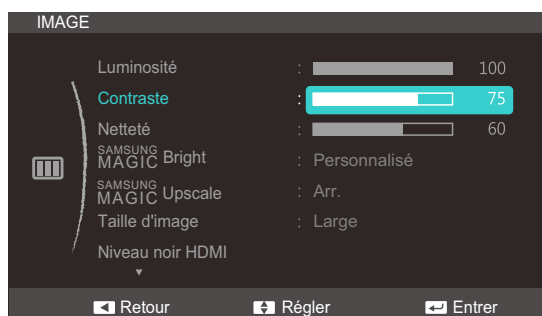 IMAGE
Luminosité : 100
Contraste : 75
Netteté : 60
SAMSUNG MAGIC Bright : Personnalisé
SAMSUNG MAGIC Upscale : Arr.
Taille d'image : Large
Niveau noir HDMI
Retour Régler Entrer